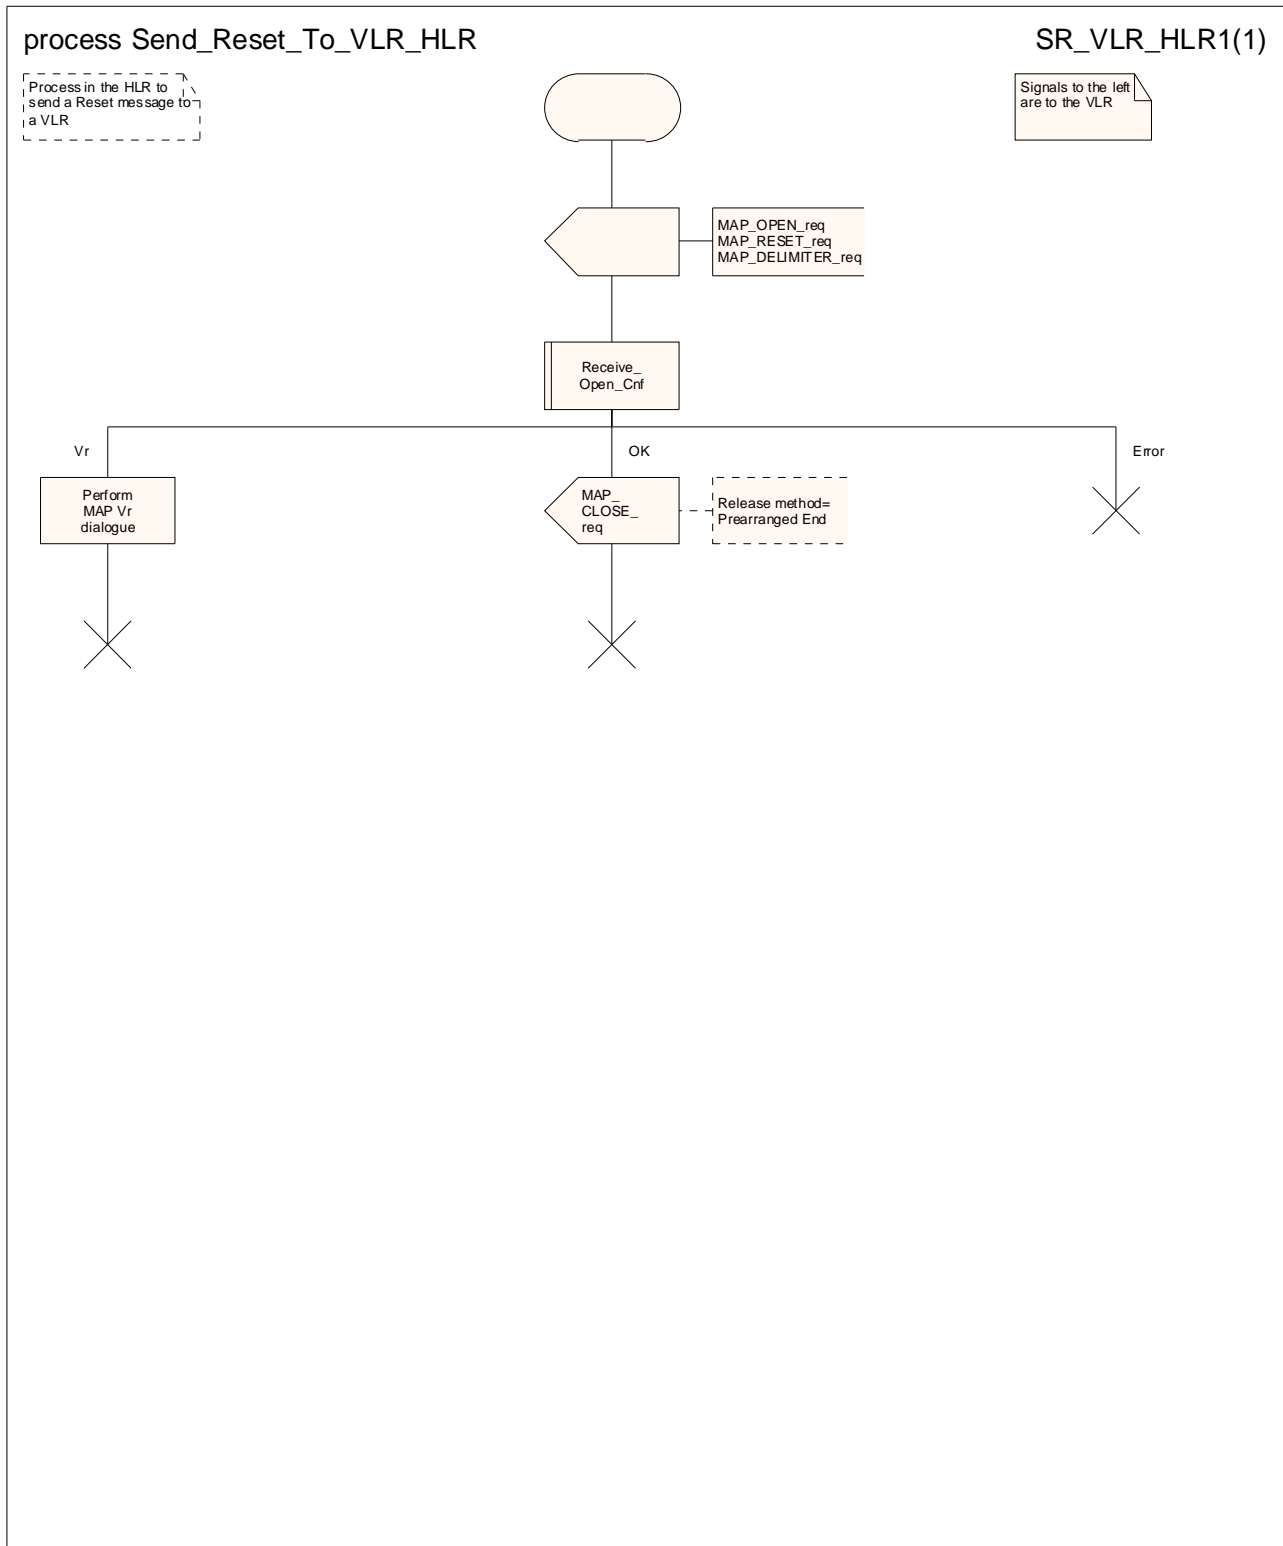 process Send_Reset_To_VLR_HLR
SR_VLR_HLR1(1)
Process in the HLR to
send a Reset message to
a VLR
Signals to the left
are to the VLR
MAP_OPEN_req
MAP_RESET_req
MAP_DELIMITER_req
Receive_
Open_Cnf
Vr
OK
Error
Perform
MAP Vr
dialogue
MAP_
CLOSE_
req
Release method=
Prearranged End